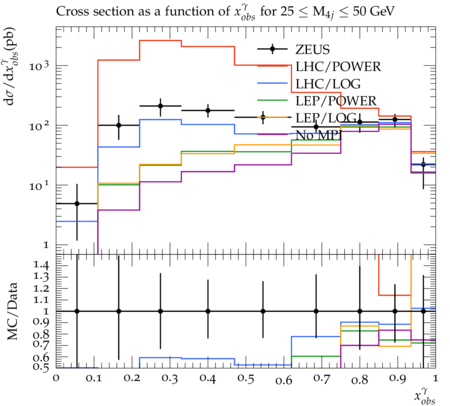 Cross section as a function of x^γ_obs for 25 ≤ M_4j ≤ 50 GeV
dσ/dx^γ_obs(pb)
10^3
10^2
10^1
1
ZEUS
LHC/POWER
LHC/LOG
LEP/POWER
LEP/LOG
No MPI
MC/Data
1.4
1.3
1.2
1.1
1
0.9
0.8
0.7
0.6
0.5
0 0.1 0.2 0.3 0.4 0.5 0.6 0.7 0.8 0.9 1
x^γ_obs